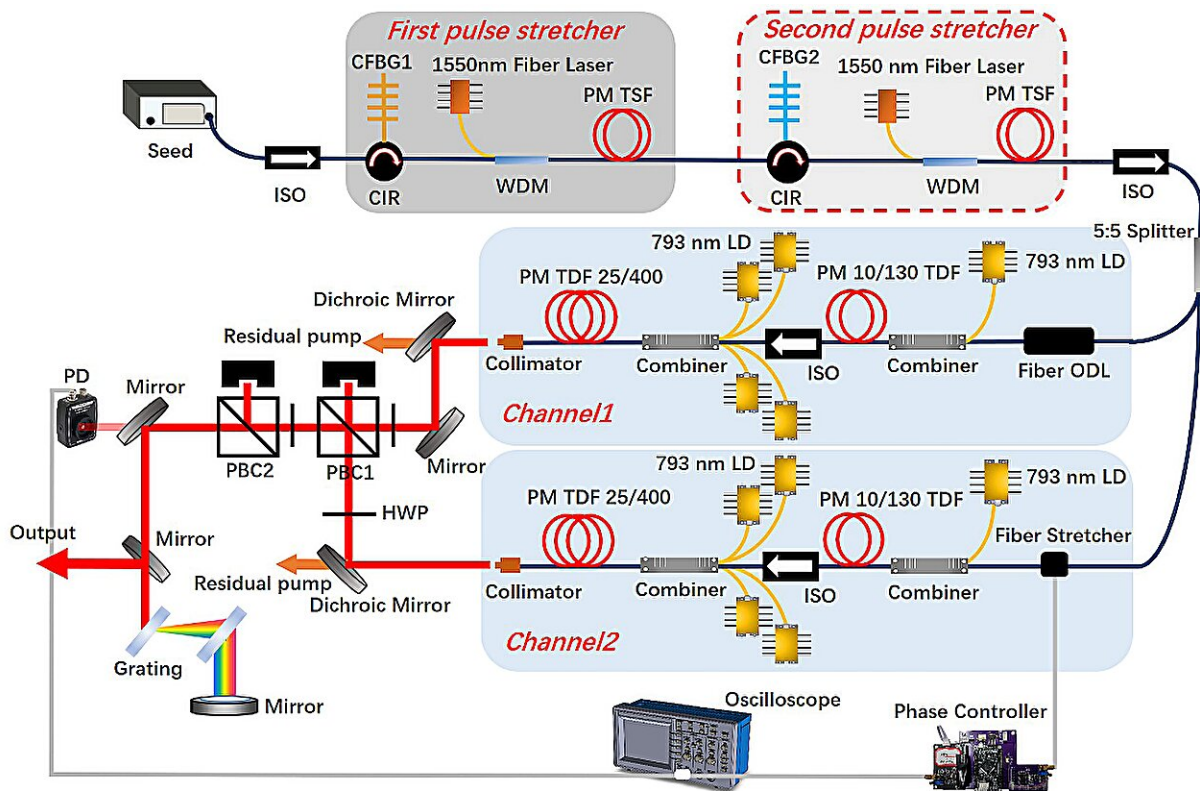 First pulse stretcher
Second pulse stretcher
CFBG1
1550nm Fiber Laser
PM TSF
CFBG2
1550 nm Fiber Laser
PM TSF
Seed
ISO
CIR
WDM
CIR
WDM
ISO
5:5 Splitter
793 nm LD
793 nm LD
PM TDF 25/400
PM 10/130 TDF
Dichroic Mirror
Residual pump
Collimator
Combiner
ISO
Combiner
Fiber ODL
PD
Mirror
PBC2
PBC1
Mirror
Channel1
793 nm LD
793 nm LD
PM TDF 25/400
PM 10/130 TDF
HWP
Fiber Stretcher
Output
Mirror
Residual pump
Dichroic Mirror
Collimator
Combiner
ISO
Combiner
Channel2
Grating
Mirror
Oscilloscope
Phase Controller